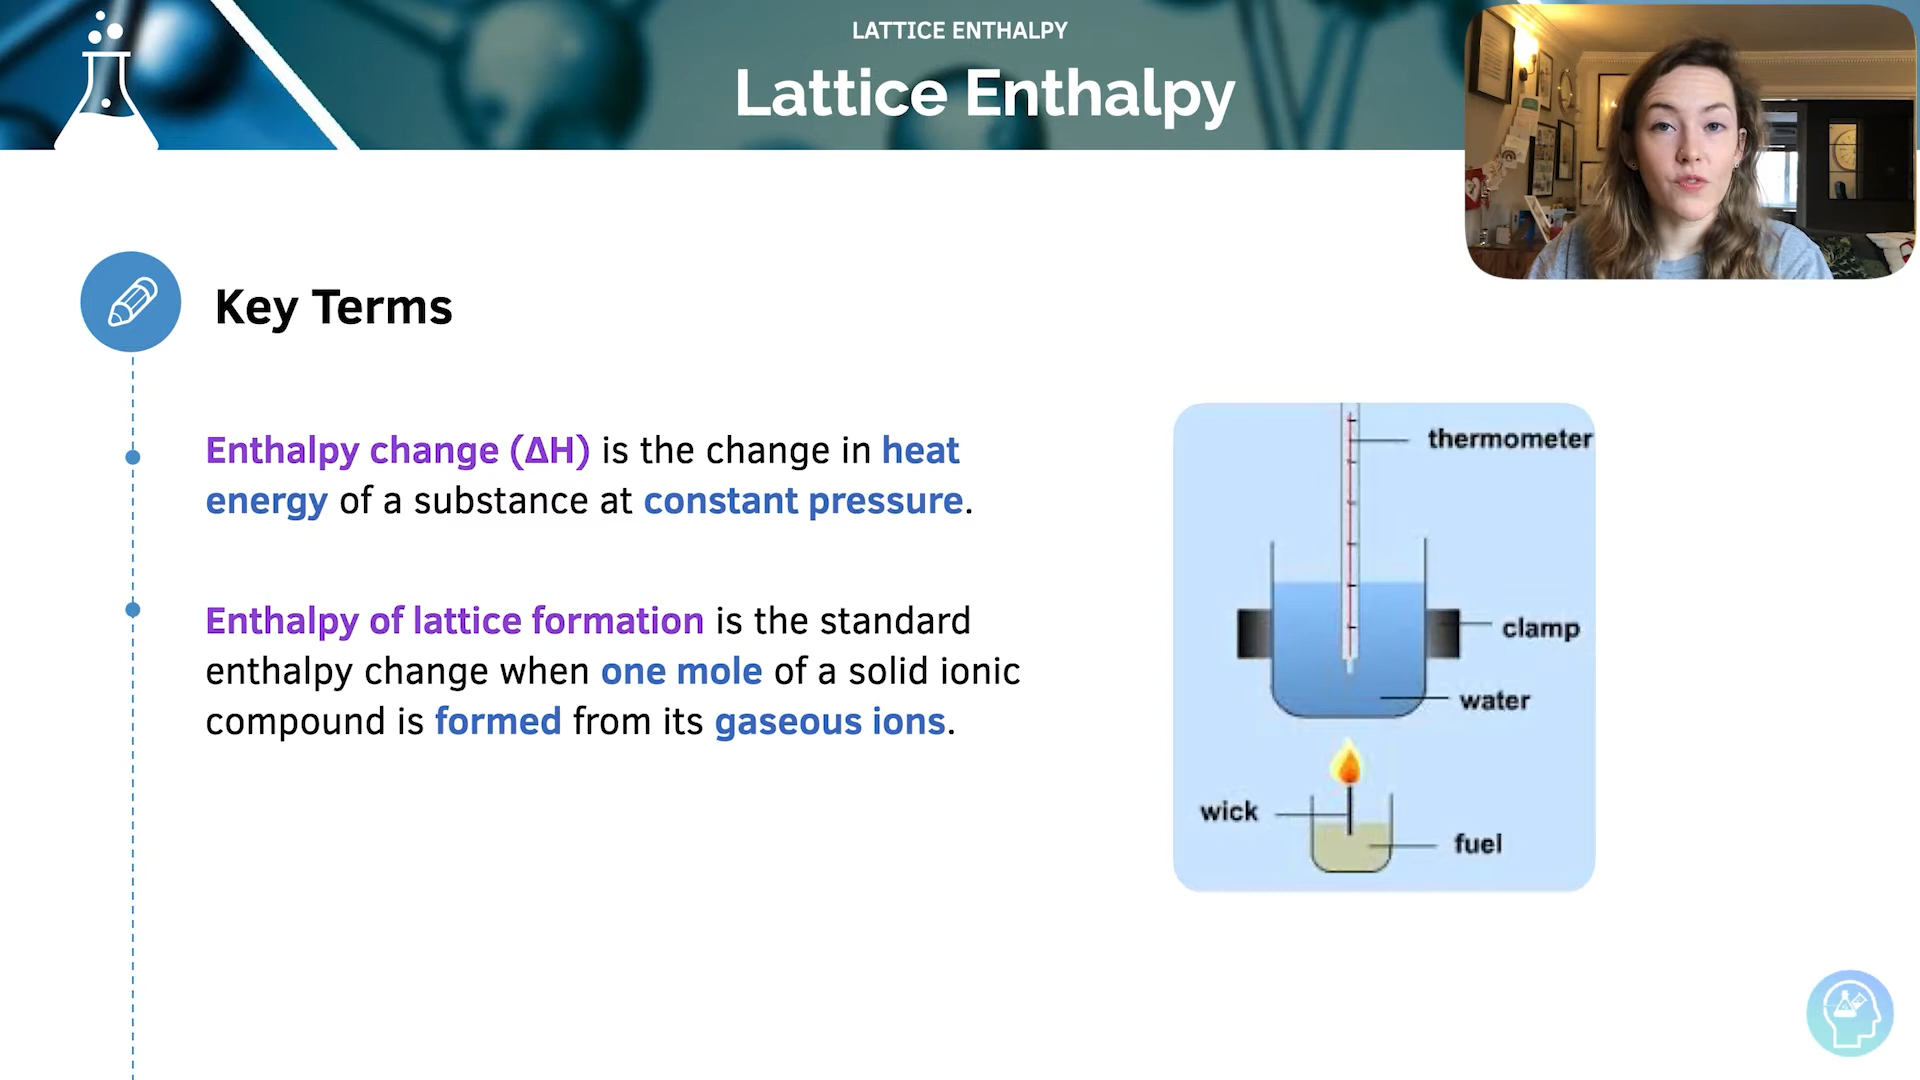 LATTICE ENTHALPY
Lattice Enthalpy
Key Terms
Enthalpy change (ΔH) is the change in heat
energy of a substance at constant pressure.
Enthalpy of lattice formation is the standard
enthalpy change when one mole of a solid ionic
compound is formed from its gaseous ions.
thermometer
clamp
water
wick
fuel